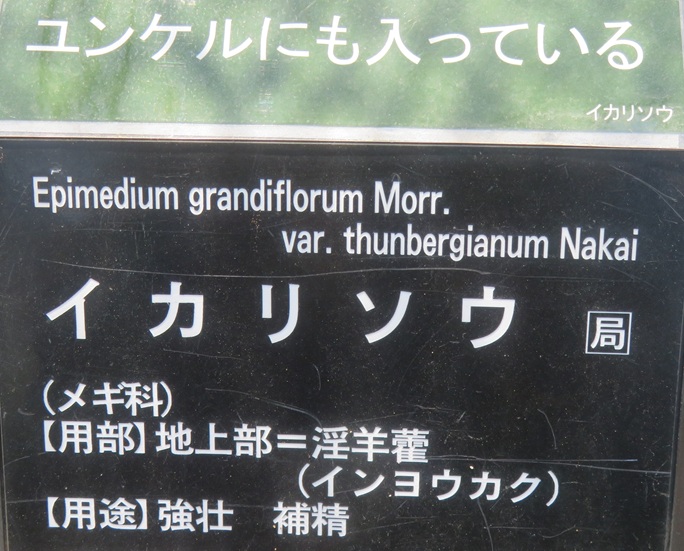 ユンケルにも入っている
イカリソウ
Epimedium grandiflorum Morr.
var. thunbergianum Nakai
イカリソウ 局
(メギ科)
【用部】地上部=淫羊藿
(インヨウカク)
【用途】強壮 補精